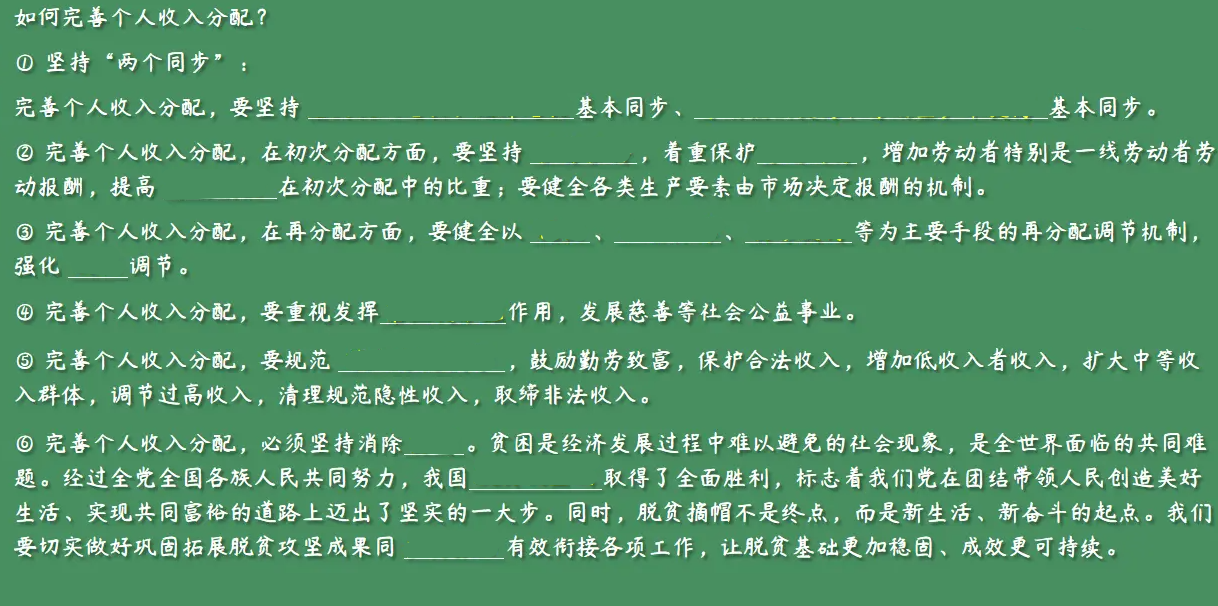 如何完善个人收入分配？
① 坚持“两个同步”：
完善个人收入分配，要坚持 ______________________基本同步、______________________________基本同步。
② 完善个人收入分配，在初次分配方面，要坚持 _________，着重保护________，增加劳动者特别是一线劳动者劳
动报酬，提高 _________在初次分配中的比重；要健全各类生产要素由市场决定报酬的机制。
③ 完善个人收入分配，在再分配方面，要健全以 _____、_________、_________等为主要手段的再分配调节机制，
强化 _____调节。
④ 完善个人收入分配，要重视发挥__________作用，发展慈善等社会公益事业。
⑤ 完善个人收入分配，要规范 ______________，鼓励勤劳致富，保护合法收入，增加低收入者收入，扩大中等收
入群体，调节过高收入，清理规范隐性收入，取缔非法收入。
⑥ 完善个人收入分配，必须坚持消除_____。贫困是经济发展过程中难以避免的社会现象，是全世界面临的共同难
题。经过全党全国各族人民共同努力，我国___________取得了全面胜利，标志着我们党在团结带领人民创造美好
生活、实现共同富裕的道路上迈出了坚实的一大步。同时，脱贫摘帽不是终点，而是新生活、新奋斗的起点。我们
要切实做好巩固拓展脱贫攻坚成果同 ________有效衔接各项工作，让脱贫基础更加稳固、成效更可持续。